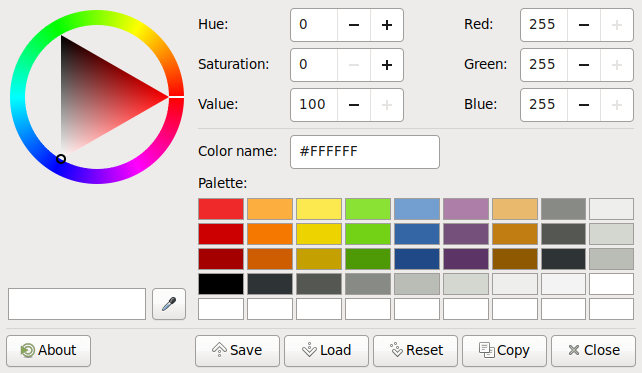 Hue: 0 Red: 255
Saturation: 0 Green: 255
Value: 100 Blue: 255
Color name: #FFFFFF
Palette:
About Save Load Reset Copy Close